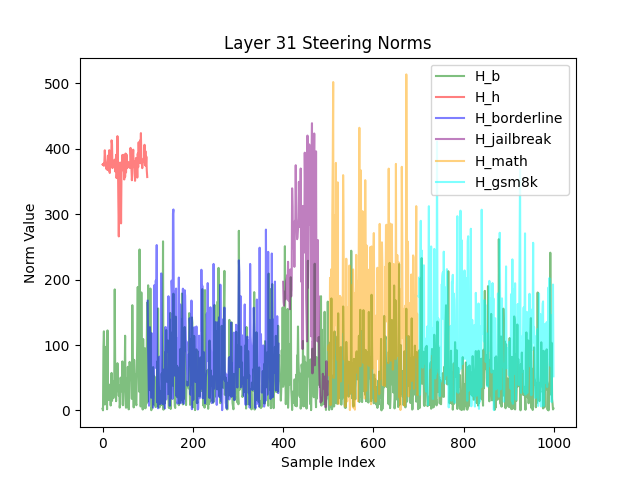 Layer 31 Steering Norms
H_b
H_h
H_borderline
H_jailbreak
H_math
H_gsm8k
Norm Value
500
400
300
200
100
0
0 200 400 600 800 1000
Sample Index